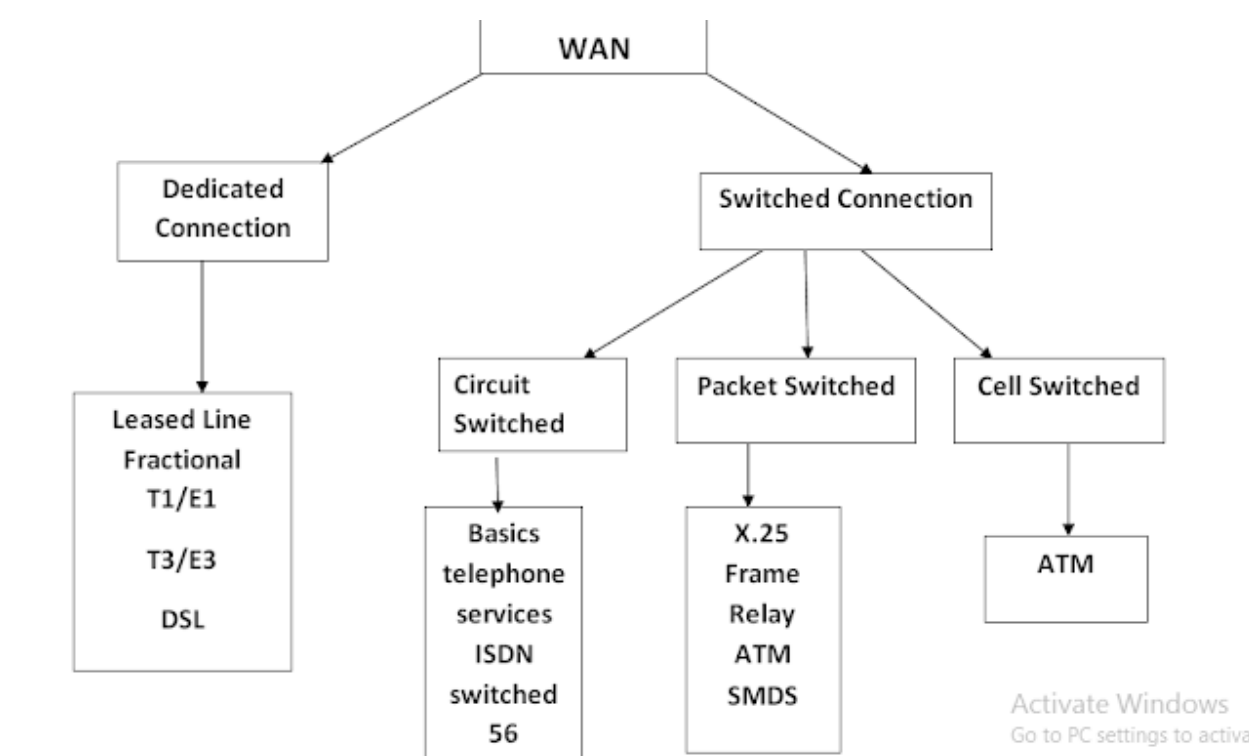 WAN
Dedicated
Connection
Switched Connection
Circuit
Switched
Packet Switched
Cell Switched
Leased Line
Fractional
T1/E1
T3/E3
DSL
Basics
telephone
services
ISDN
switched
56
X.25
Frame
Relay
ATM
SMDS
ATM
Activate Windows
Go to PC settings to activa